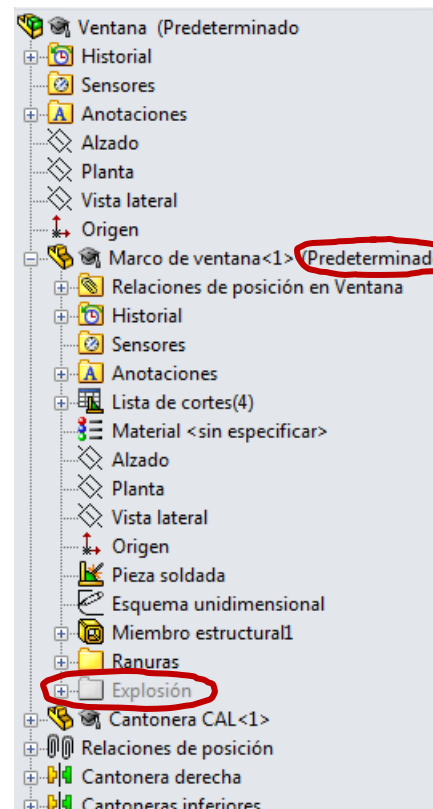 Ventana (Predeterminado
Historial
Sensores
Anotaciones
Alzado
Planta
Vista lateral
Origen
Marco de ventana<1> (Predeterminad
Relaciones de posición en Ventana
Historial
Sensores
Anotaciones
Lista de cortes(4)
Material <sin especificar>
Alzado
Planta
Vista lateral
Origen
Pieza soldada
Esquema unidimensional
Miembro estructural1
Ranuras
Explosión
Cantonera CAL<1>
Relaciones de posición
Cantonera derecha
Cantoneras inferiores